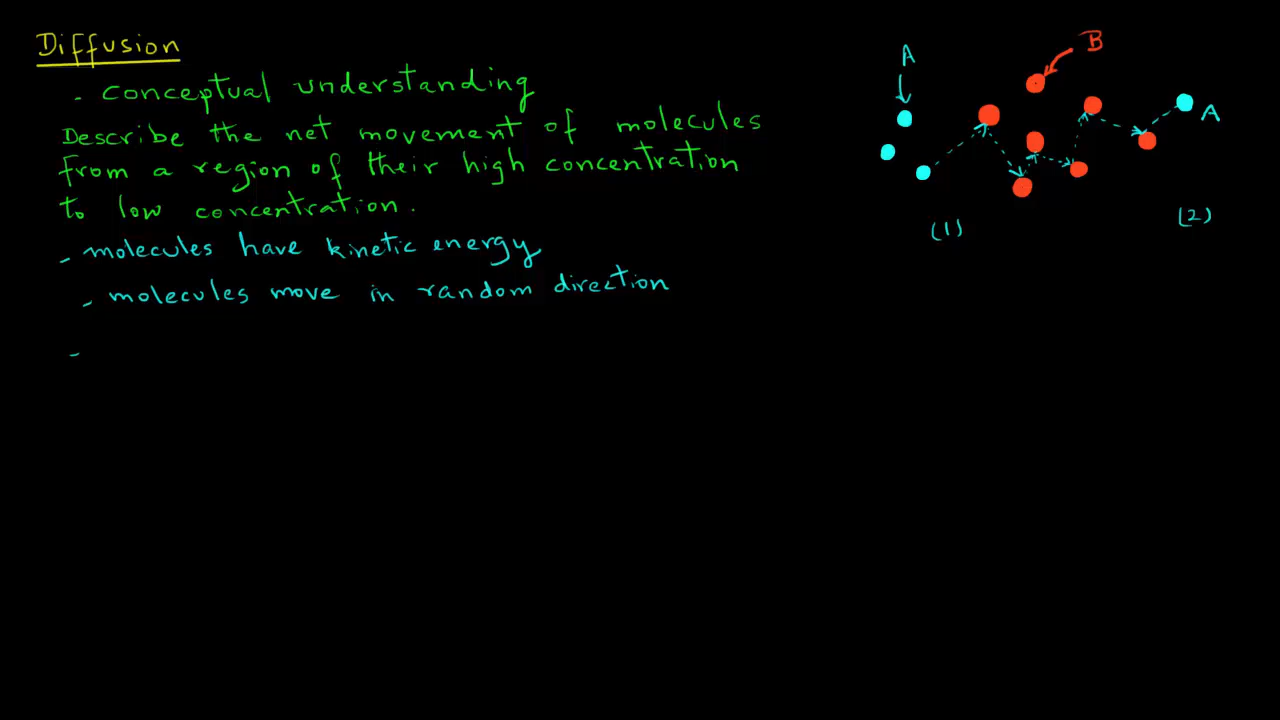 Diffusion
- conceptual understanding
Describe the net movement of molecules
from a region of their high concentration
to low concentration.
- molecules have kinetic energy
- molecules move in random direction
-
A
B
A
(1)
(2)